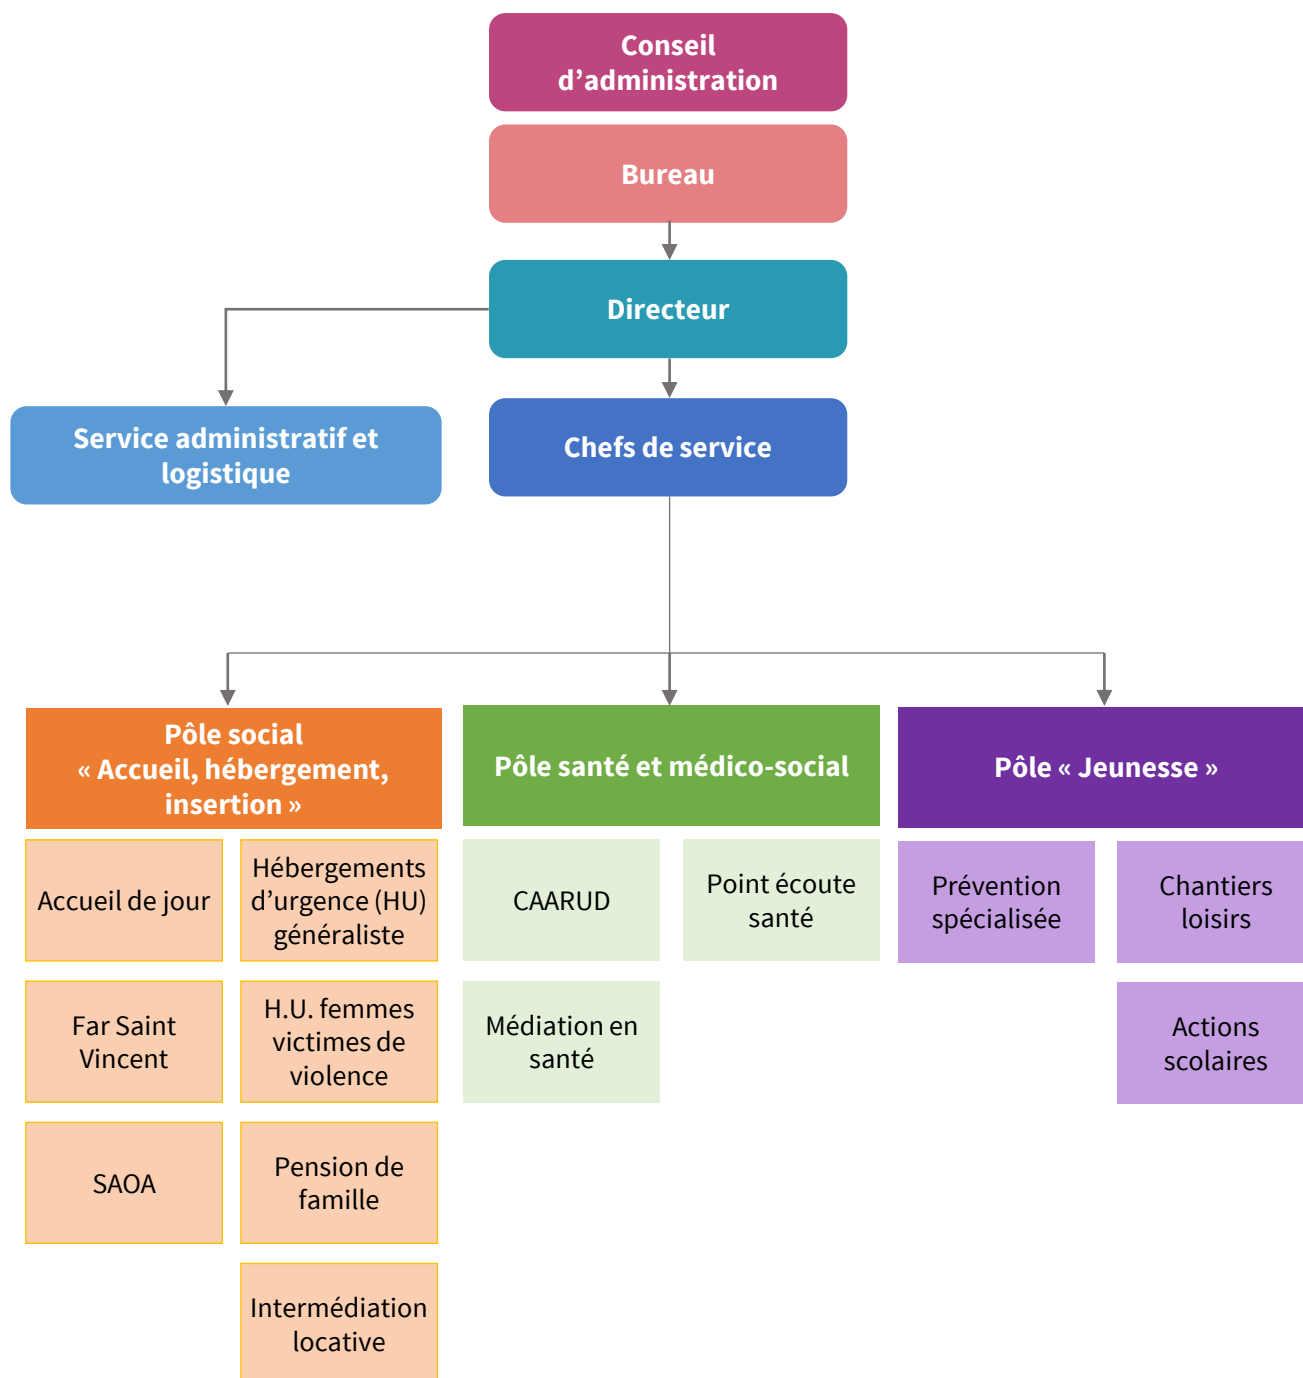 Conseil
d’administration
Bureau
Directeur
Service administratif et
logistique
Chefs de service
Pôle social
« Accueil, hébergement,
insertion »
Pôle santé et médico-social
Pôle « Jeunesse »
Accueil de jour
Hébergements
d’urgence (HU)
généraliste
CAARUD
Point écoute
santé
Prévention
spécialisée
Chantiers
loisirs
Far Saint
Vincent
H.U. femmes
victimes de
violence
Médiation en
santé
Actions
scolaires
SAOA
Pension de
famille
Intermédiation
locative